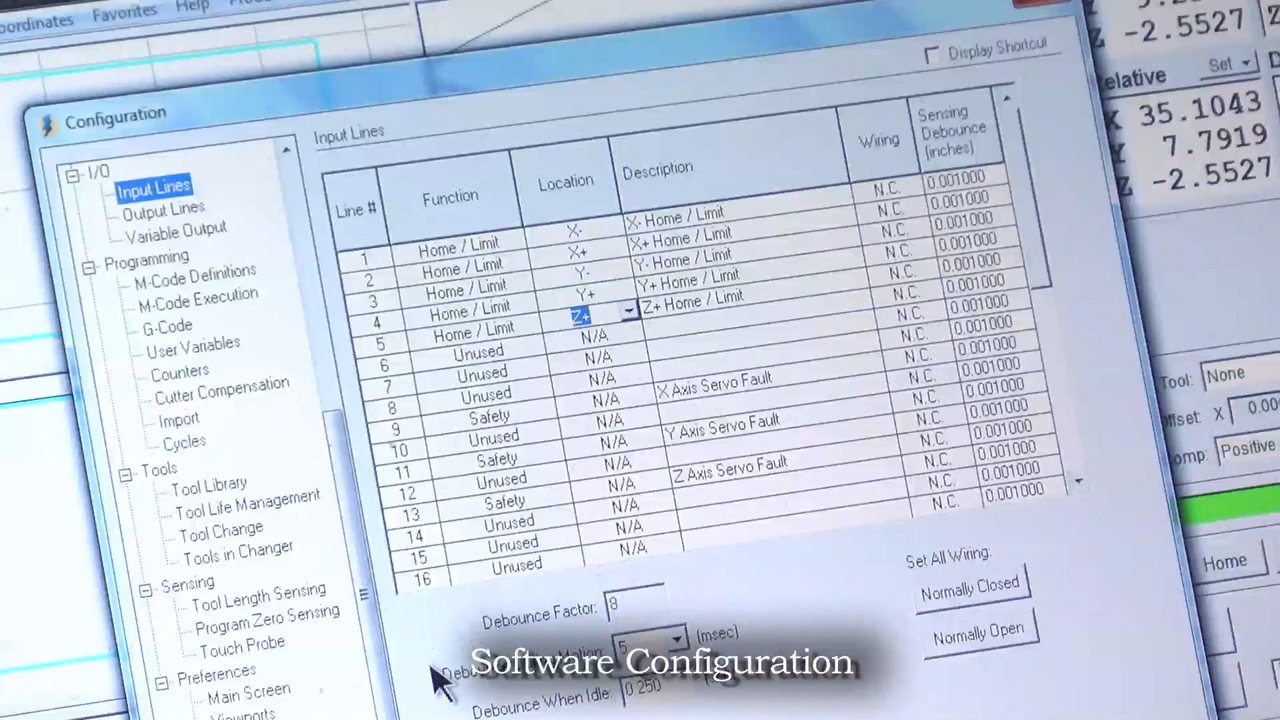 Coordinates Favorites Help
Configuration
I/O
Input Lines
Output Lines
Variable Output
Programming
M-Code Definitions
M-Code Execution
G-Code
User Variables
Counters
Cutter Compensation
Import
Cycles
Tools
Tool Library
Tool Life Management
Tool Change
Tools in Changer
Sensing
Tool Length Sensing
Program Zero Sensing
Touch Probe
Preferences
Main Screen
Viewports
Input Lines
Display Shortcut
Line # Function Location Description Wiring Sensing Debounce (inches)
1 Home / Limit X- X- Home / Limit N.C. 0.001000
2 Home / Limit X+ X+ Home / Limit N.C. 0.001000
3 Home / Limit Y- Y- Home / Limit N.C. 0.001000
4 Home / Limit Y+ Y+ Home / Limit N.C. 0.001000
5 Home / Limit Z+ Z+ Home / Limit N.C. 0.001000
6 Unused N/A N.C. 0.001000
7 Unused N/A N.C. 0.001000
8 Unused N/A N.C. 0.001000
9 Safety N/A X Axis Servo Fault N.C. 0.001000
10 Unused N/A N.C. 0.001000
11 Safety N/A Y Axis Servo Fault N.C. 0.001000
12 Unused N/A N.C. 0.001000
13 Safety N/A Z Axis Servo Fault N.C. 0.001000
14 Unused N/A N.C. 0.001000
15 Unused N/A N.C. 0.001000
16 Unused N/A N.C. 0.001000
Set All Wiring:
Normally Closed
Normally Open
Debounce Factor: 8
5 (msec)
Debounce When Idle: 0.250
Software Configuration
Z -2.5527
Relative Set
X 35.1043
Y 7.7919
Z -2.5527
Tool: None
Offset: X
Comp: Positive
Home